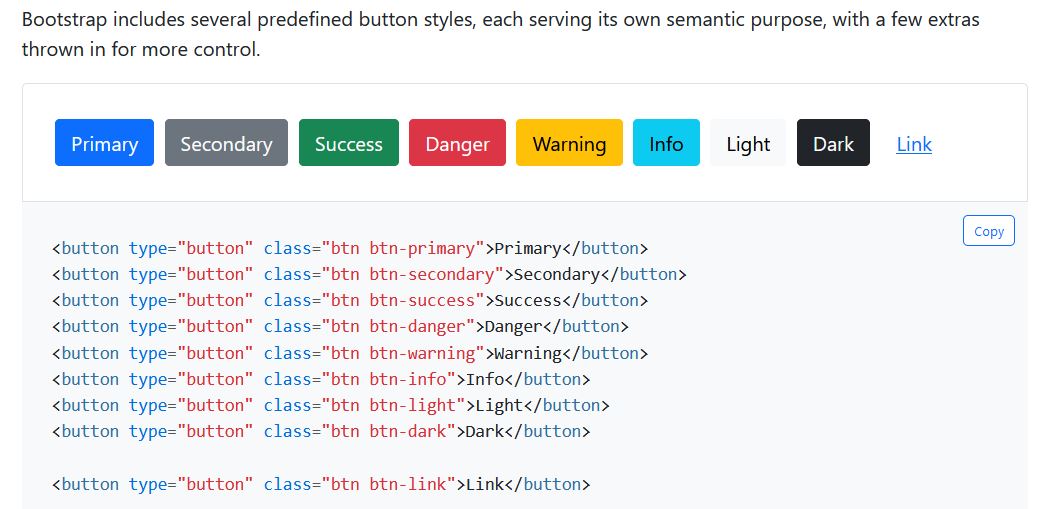 Bootstrap includes several predefined button styles, each serving its own semantic purpose, with a few extras
thrown in for more control.
Primary Secondary Success Danger Warning Info Light Dark Link
Copy
<button type="button" class="btn btn-primary">Primary</button>
<button type="button" class="btn btn-secondary">Secondary</button>
<button type="button" class="btn btn-success">Success</button>
<button type="button" class="btn btn-danger">Danger</button>
<button type="button" class="btn btn-warning">Warning</button>
<button type="button" class="btn btn-info">Info</button>
<button type="button" class="btn btn-light">Light</button>
<button type="button" class="btn btn-dark">Dark</button>
<button type="button" class="btn btn-link">Link</button>